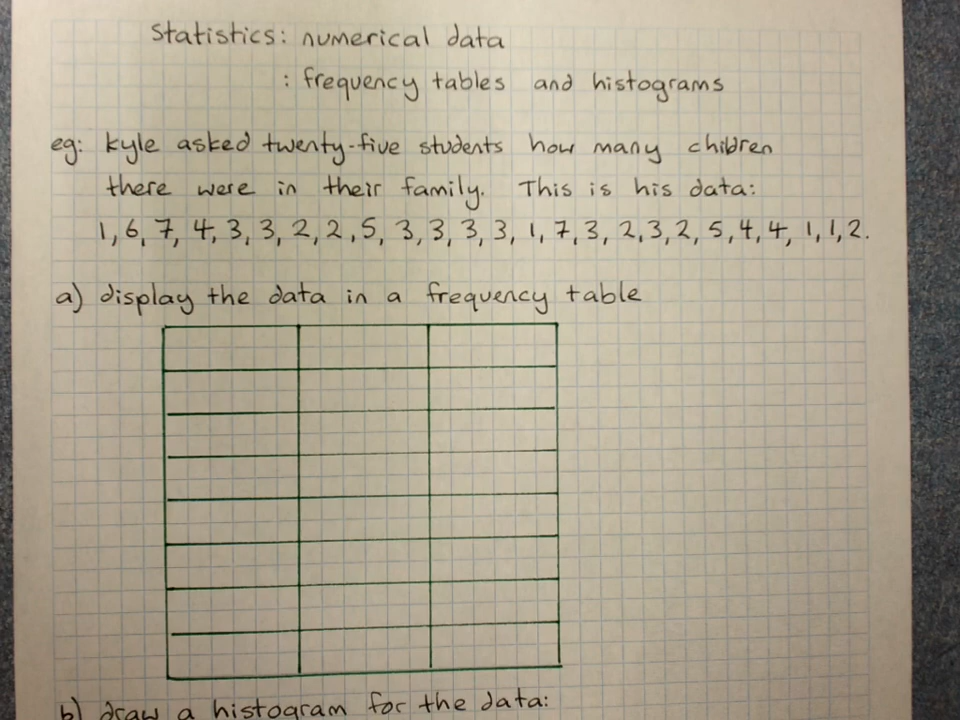 Statistics: numerical data
: frequency tables and histograms
eg: Kyle asked twenty-five students how many children
there were in their family. This is his data:
1, 6, 7, 4, 3, 3, 2, 2, 5, 3, 3, 3, 3, 1, 7, 3, 2, 3, 2, 5, 4, 4, 1, 1, 2.
a) display the data in a frequency table
b) draw a histogram for the data: